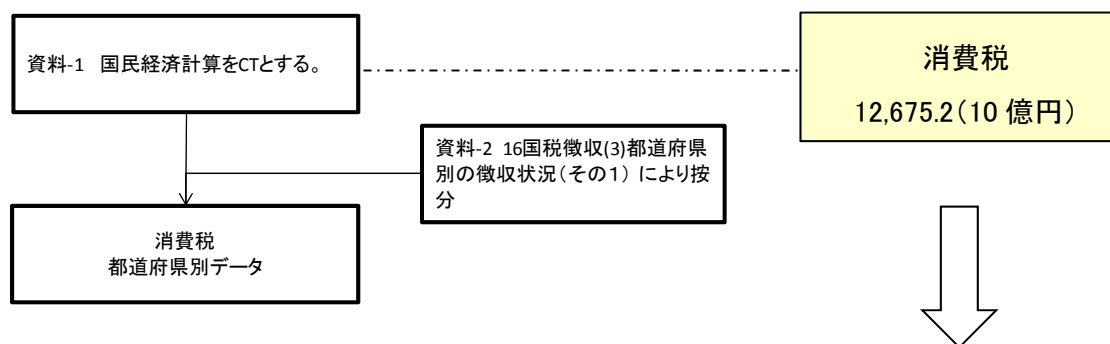 資料-1 国民経済計算をCTとする。
消費税
12,675.2(10 億円)
資料-2 16国税徴収(3)都道府県
別の徴収状況(その1) により按
分
消費税
都道府県別データ